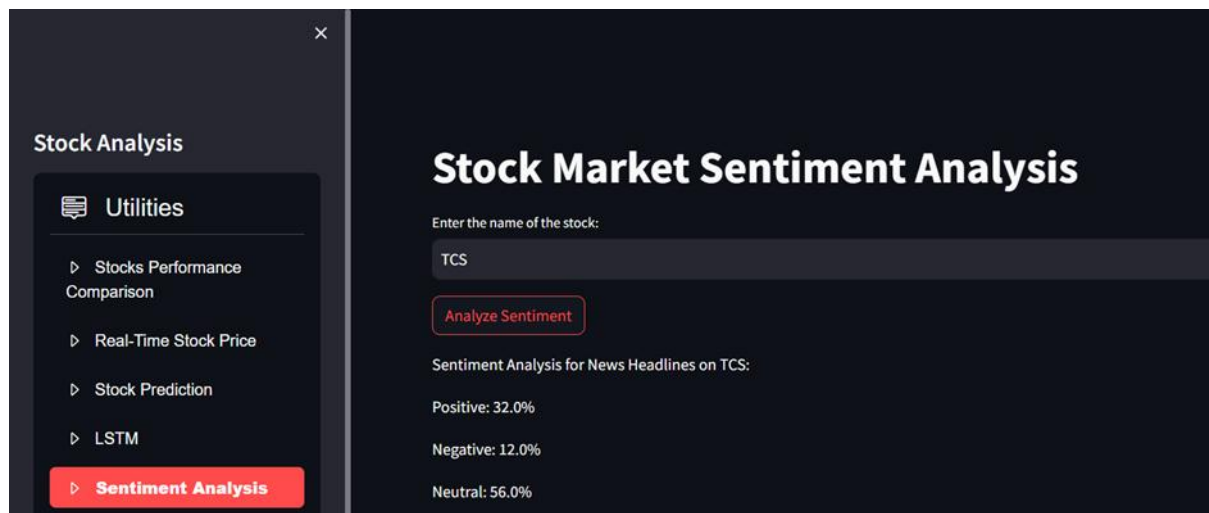 ×
Stock Analysis
Utilities
Stocks Performance
Comparison
Real-Time Stock Price
Stock Prediction
LSTM
Sentiment Analysis
Stock Market Sentiment Analysis
Enter the name of the stock:
TCS
Analyze Sentiment
Sentiment Analysis for News Headlines on TCS:
Positive: 32.0%
Negative: 12.0%
Neutral: 56.0%